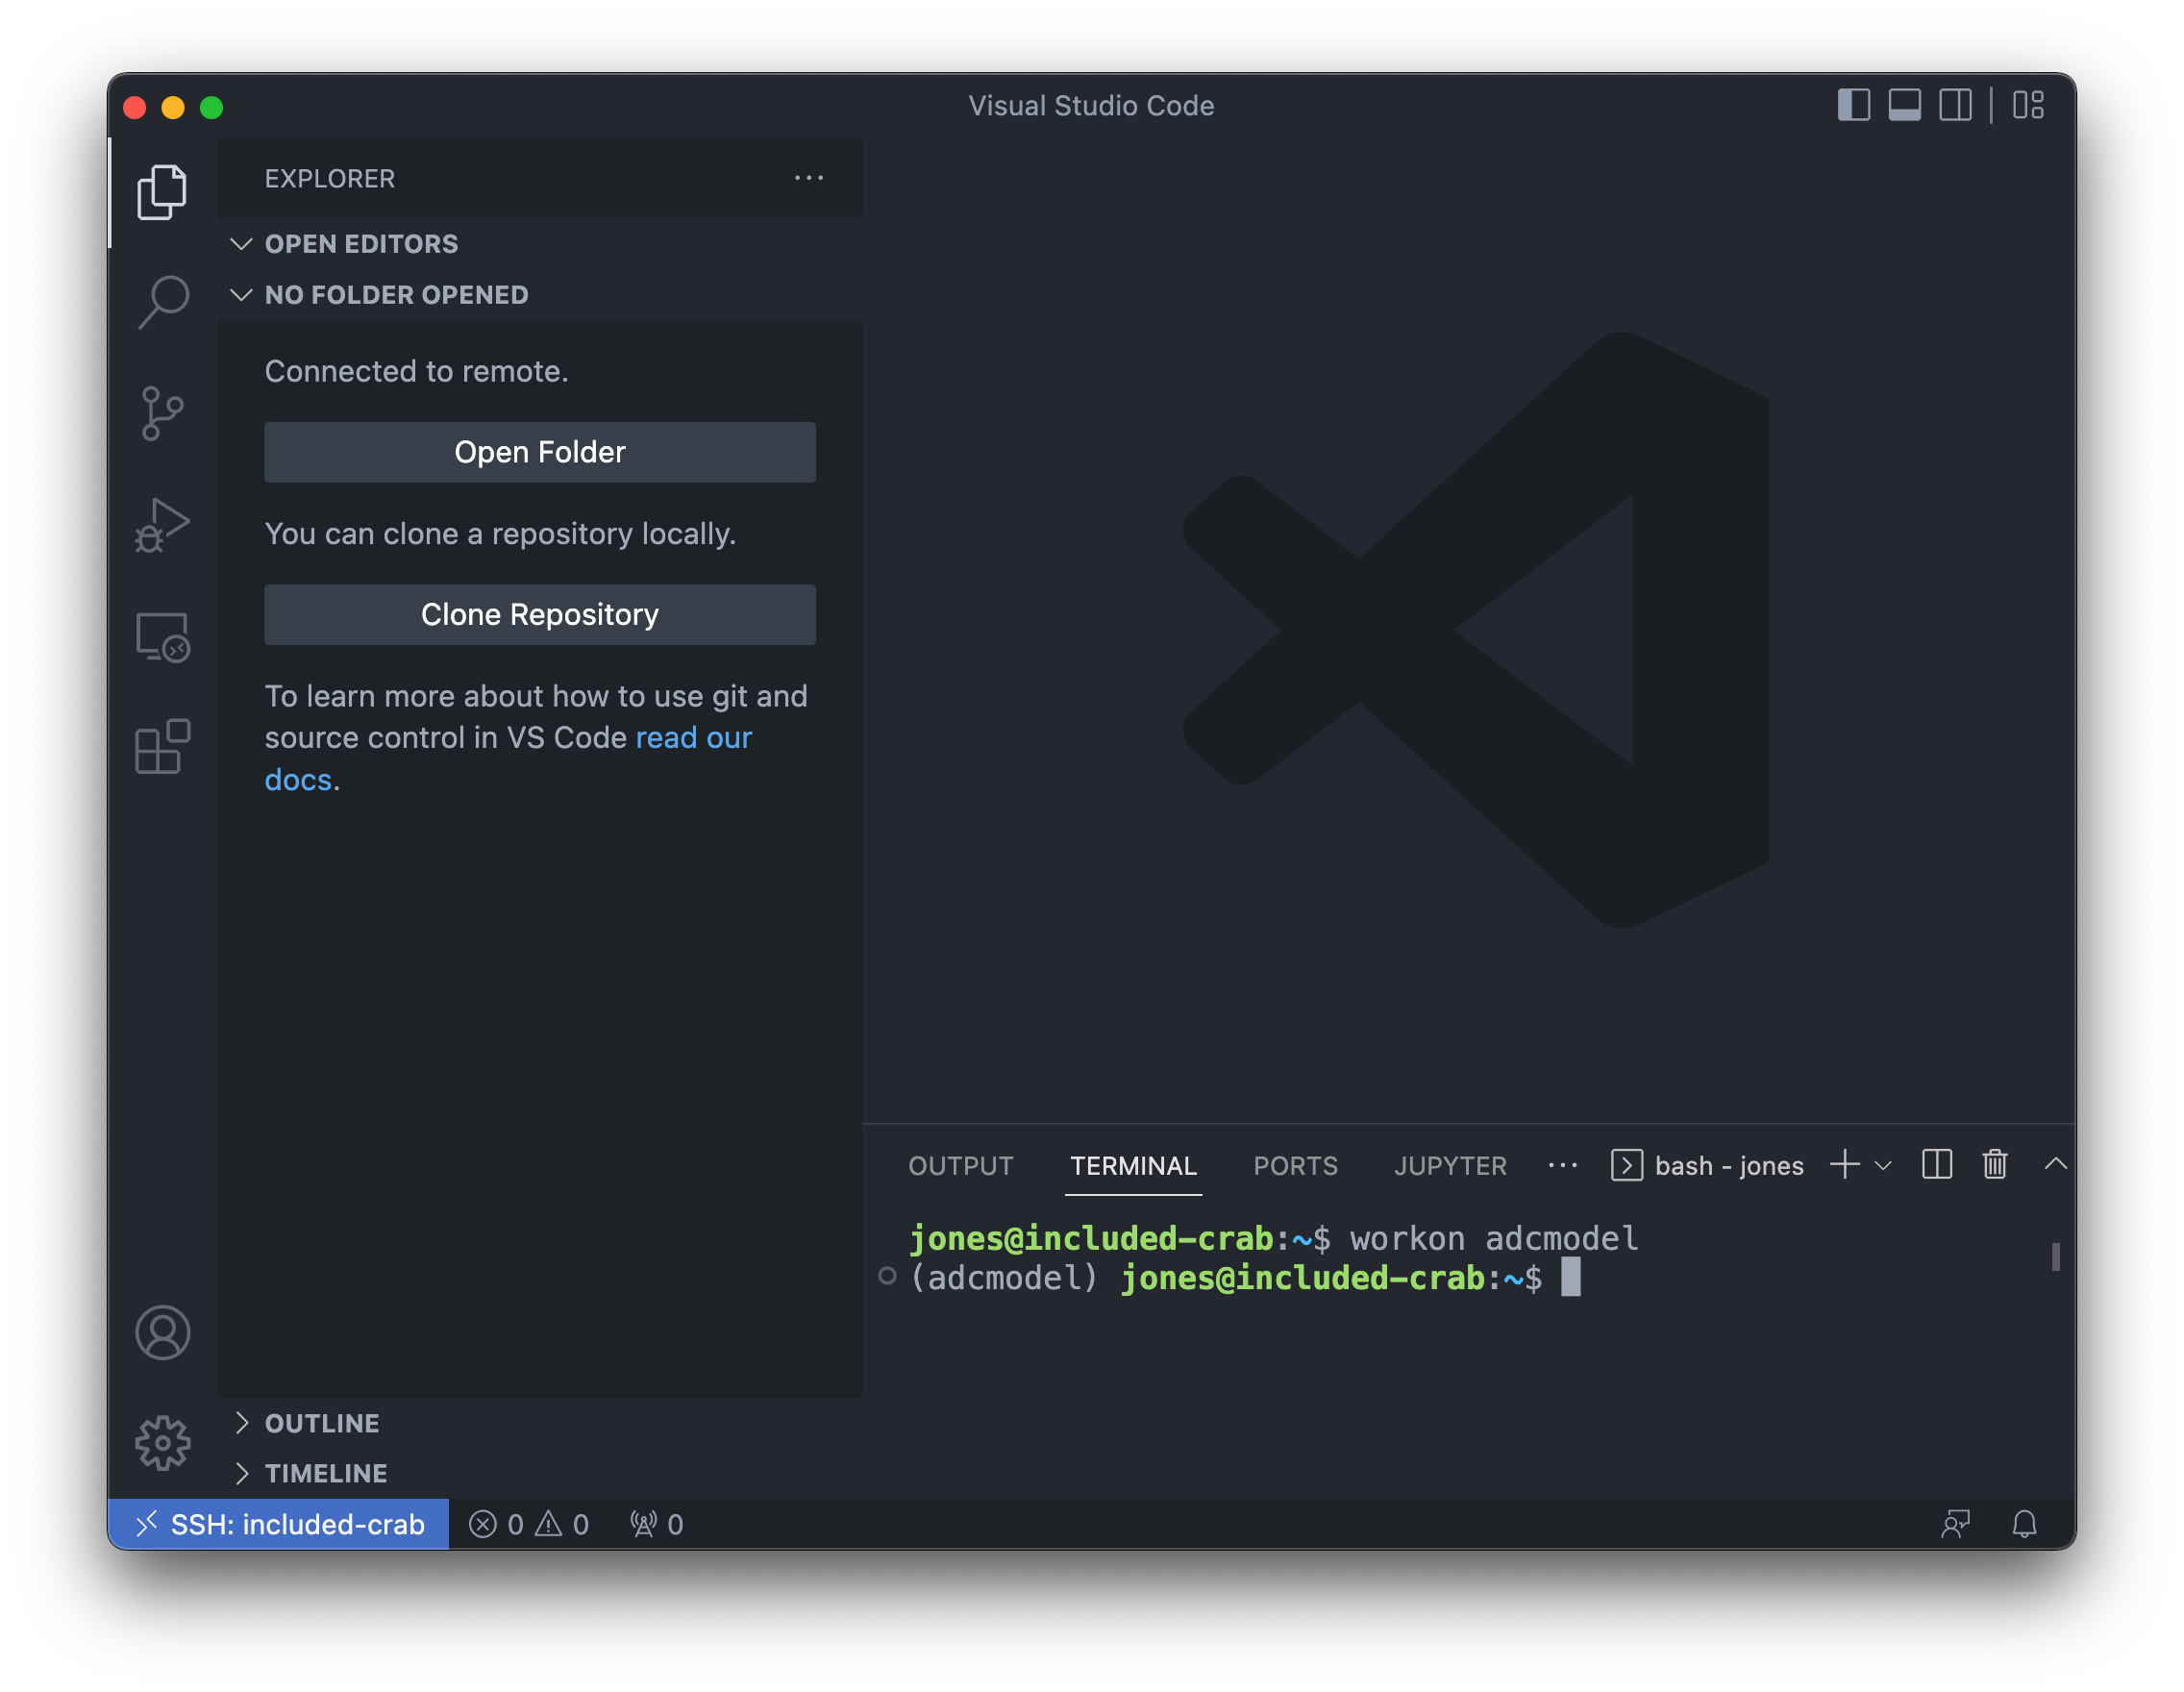 Visual Studio Code
EXPLORER
OPEN EDITORS
NO FOLDER OPENED
Connected to remote.
Open Folder
You can clone a repository locally.
Clone Repository
To learn more about how to use git and
source control in VS Code read our
docs.
OUTLINE
TIMELINE
OUTPUT TERMINAL PORTS JUPYTER ··· bash - jones
jones@included-crab:~$ workon adcmodel
(adcmodel) jones@included-crab:~$
SSH: included-crab 0 0 0